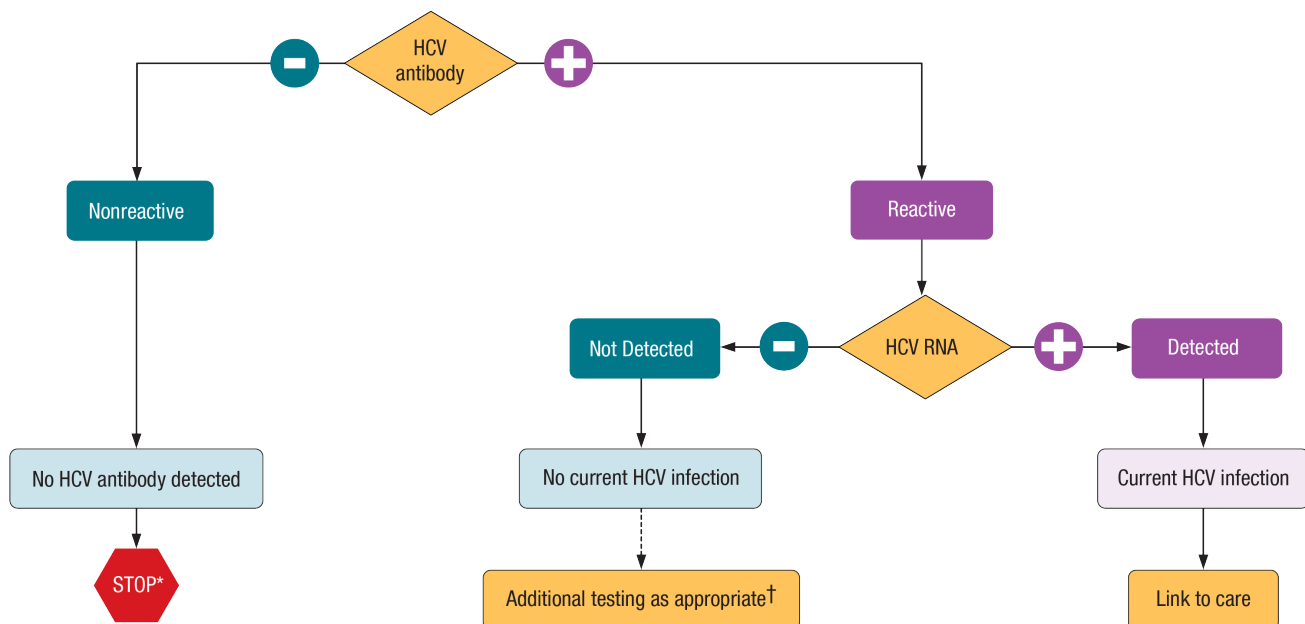 HCV
antibody
Nonreactive
Reactive
Not Detected
HCV RNA
Detected
No HCV antibody detected
No current HCV infection
Current HCV infection
STOP*
Additional testing as appropriate†
Link to care